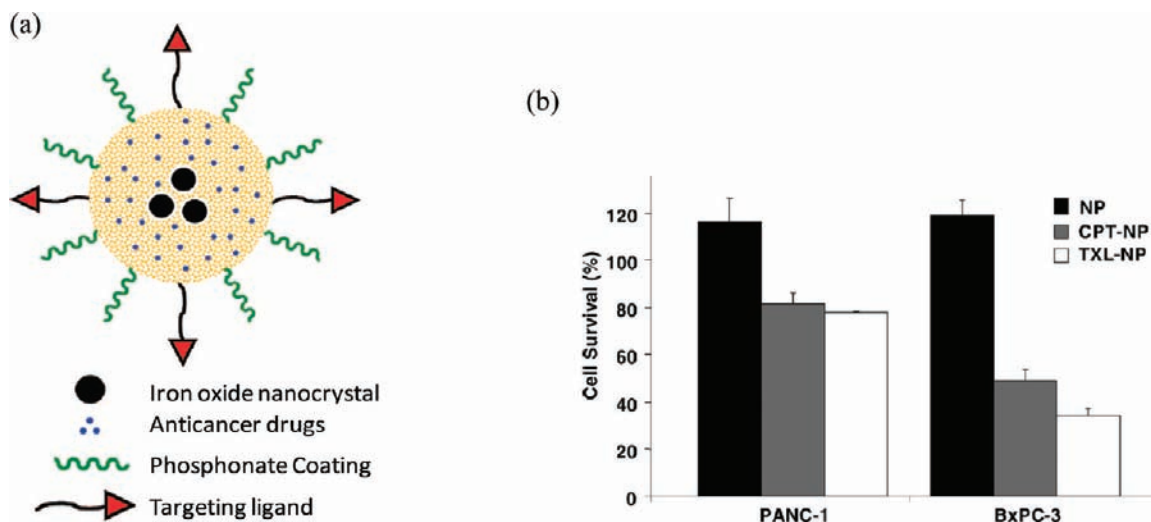 (a)
Iron oxide nanocrystal
Anticancer drugs
Phosphonate Coating
Targeting ligand
(b)
Cell Survival (%)
120
100
80
60
40
20
0
PANC-1
BxPC-3
NP
CPT-NP
TXL-NP